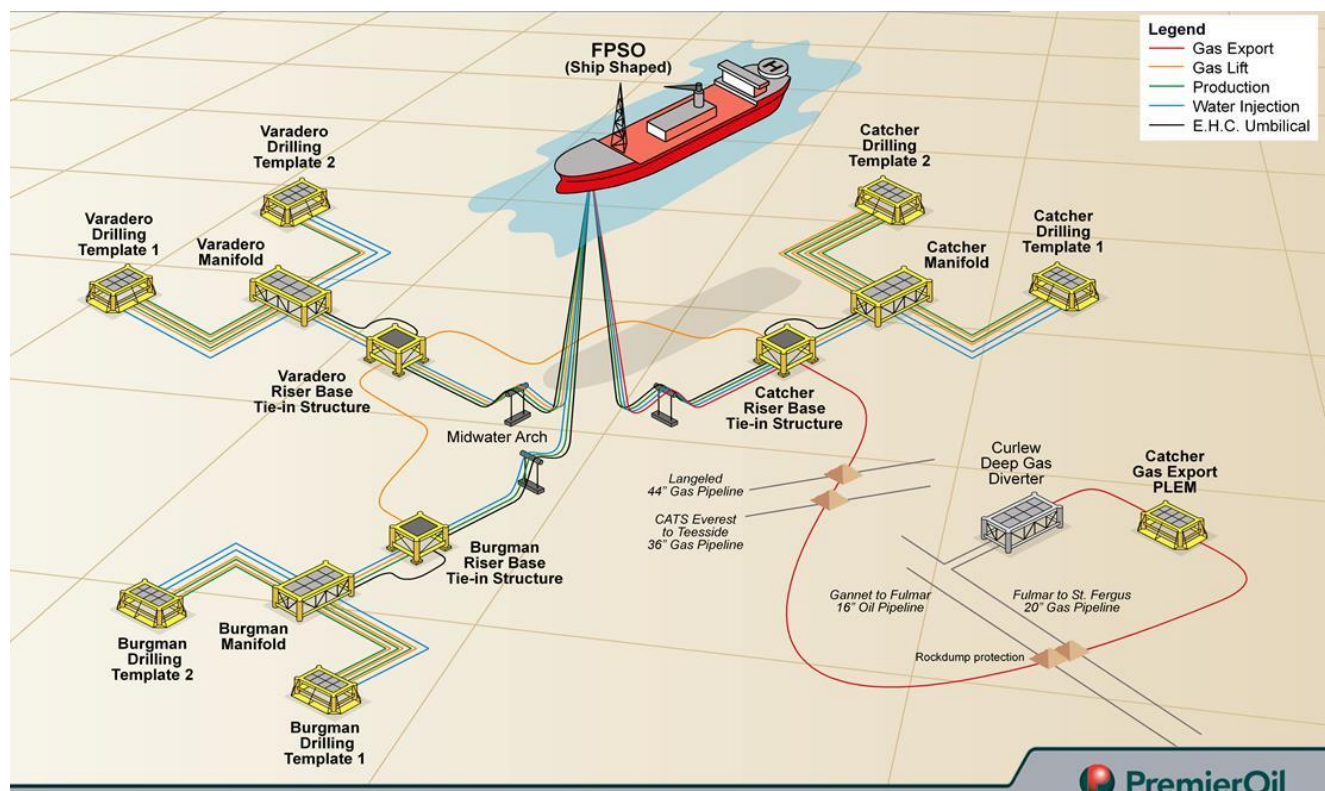 FPSO
(Ship Shaped)
Legend
Gas Export
Gas Lift
Production
Water Injection
E.H.C. Umbilical
Varadero
Drilling
Template 2
Catcher
Drilling
Template 2
Varadero
Drilling
Template 1
Varadero
Manifold
Catcher
Manifold
Catcher
Drilling
Template 1
H
Varadero
Riser Base
Tie-in Structure
Midwater Arch
Catcher
Riser Base
Tie-in Structure
Langeled
44” Gas Pipeline
CATS Everest
to Teesside
36” Gas Pipeline
Curlew
Deep Gas
Diverter
Catcher
Gas Export
PLEM
Burgman
Riser Base
Tie-in Structure
Gannet to Fulmar
16” Oil Pipeline
Fulmar to St. Fergus
20” Gas Pipeline
Burgman
Drilling
Template 2
Burgman
Manifold
Rockdump protection
Burgman
Drilling
Template 1
PremierOil